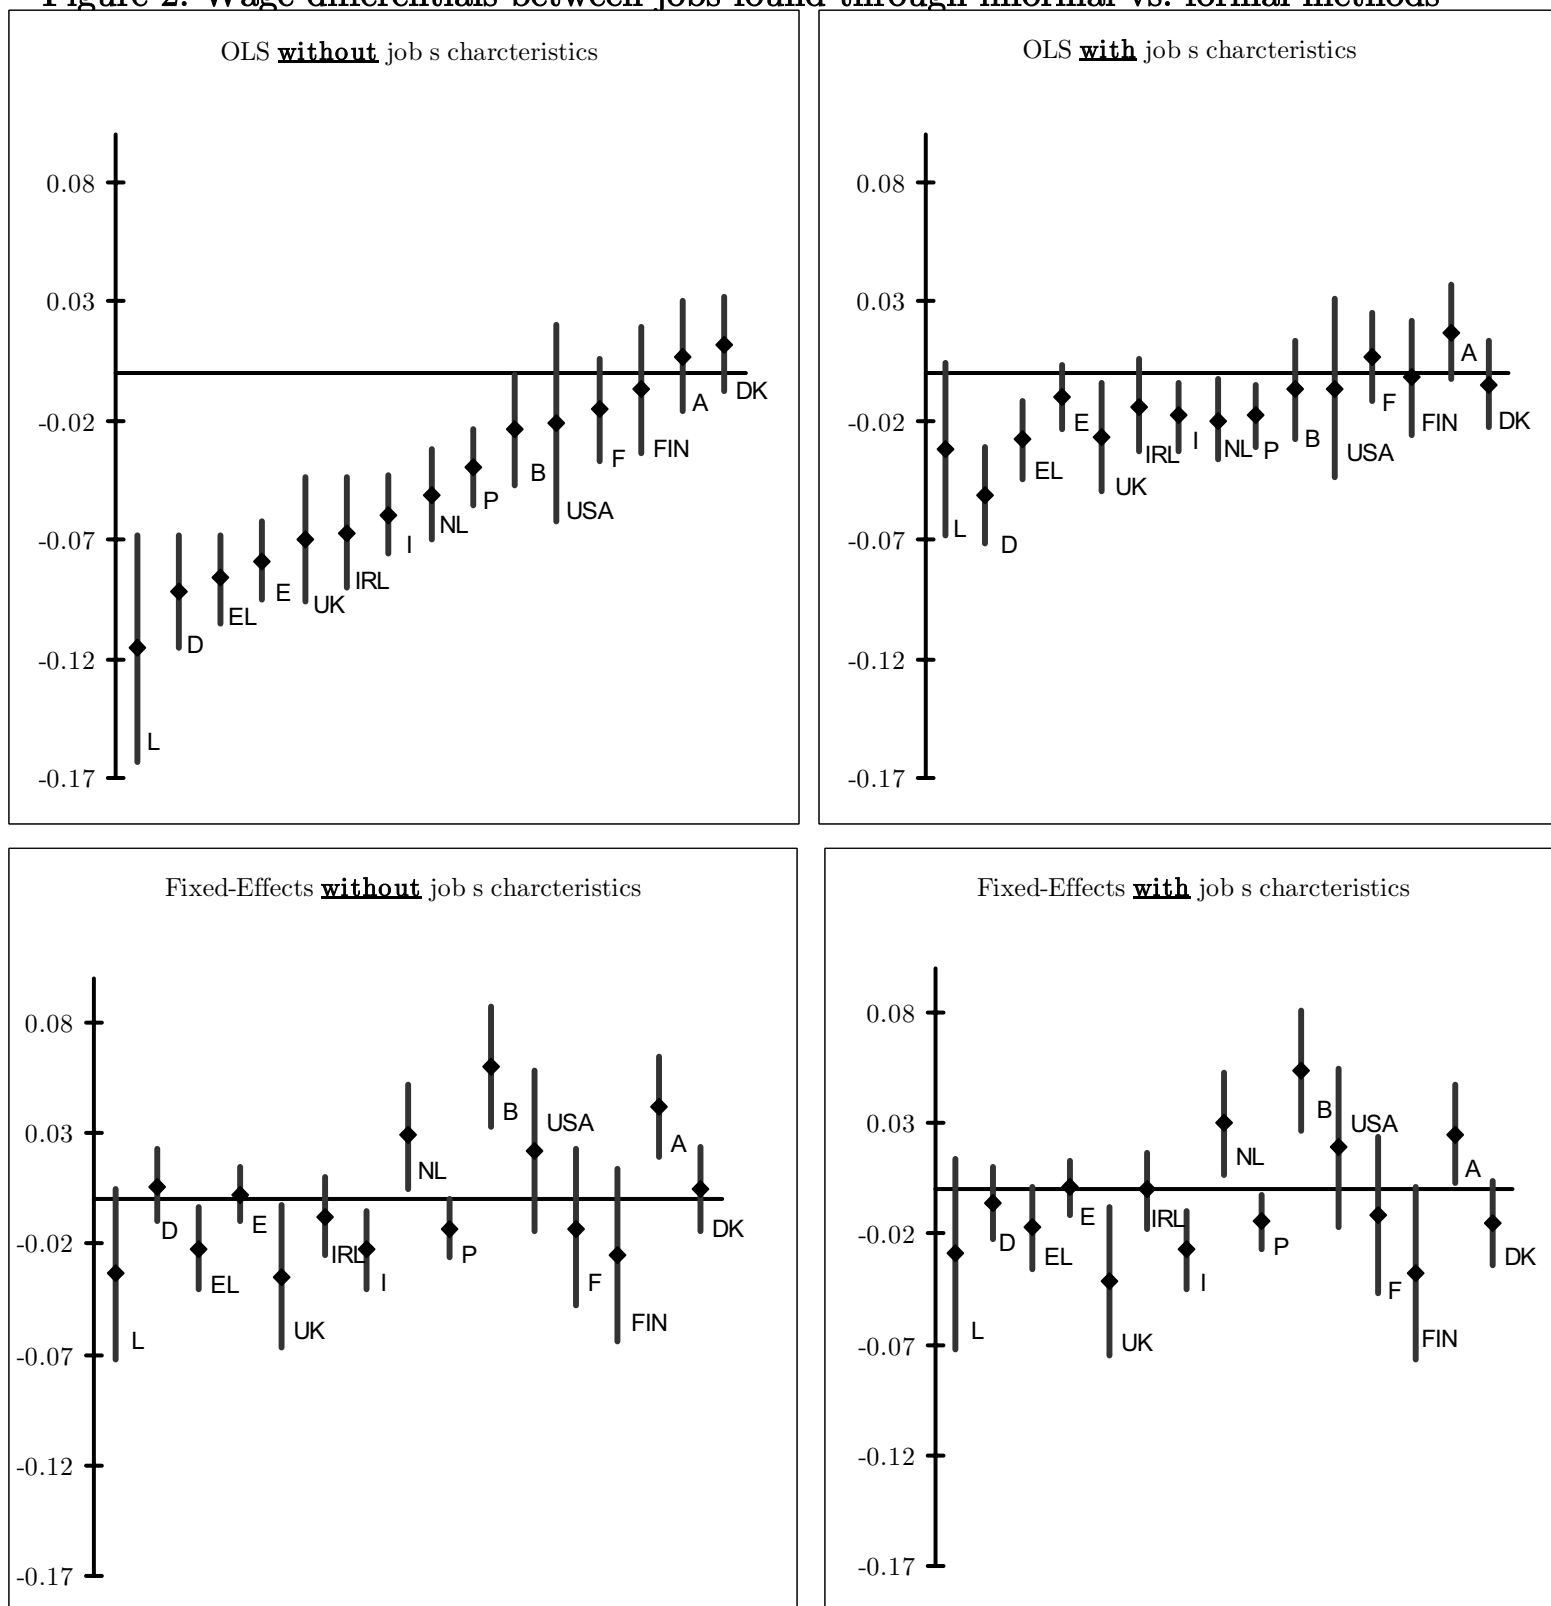 Figure 2: Wage differentials between jobs found through informal vs. formal methods
OLS without job s charcteristics
0.08
0.03
-0.02
-0.07
-0.12
-0.17
L
D
EL
E
UK
IRL
I
NL
P
B
USA
F
FIN
A
DK
OLS with job s charcteristics
0.08
0.03
-0.02
-0.07
-0.12
-0.17
L
D
EL
E
UK
IRL
I
NL
P
B
USA
F
FIN
A
DK
Fixed-Effects without job s charcteristics
0.08
0.03
-0.02
-0.07
-0.12
-0.17
L
D
EL
E
UK
IRL
I
NL
P
B
USA
F
FIN
A
DK
Fixed-Effects with job s charcteristics
0.08
0.03
-0.02
-0.07
-0.12
-0.17
L
D
EL
E
UK
IRL
I
NL
P
B
USA
F
FIN
A
DK